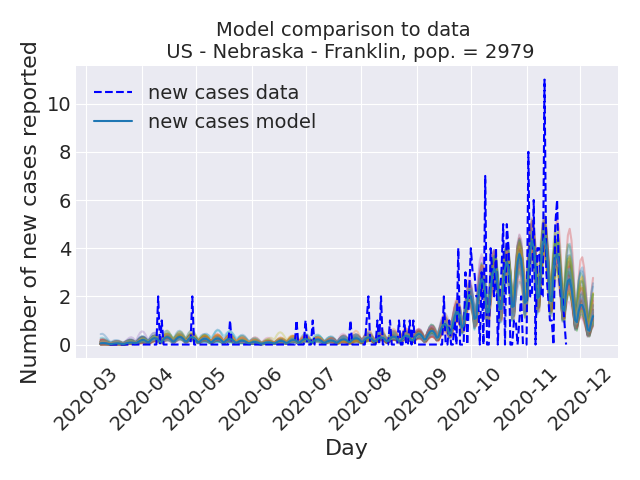 Model comparison to data
US - Nebraska - Franklin, pop. = 2979
new cases data
new cases model
Number of new cases reported
10
8
6
4
2
0
2020-03
2020-04
2020-05
2020-06
2020-07
2020-08
2020-09
2020-10
2020-11
2020-12
Day